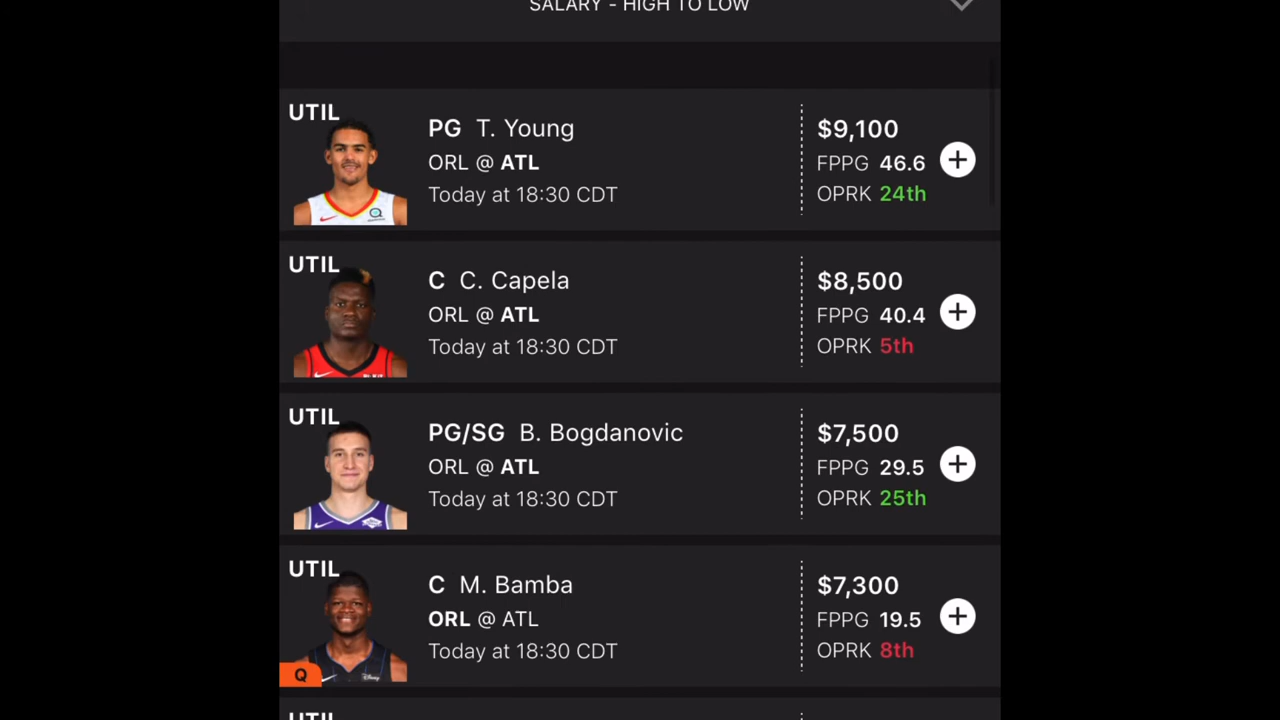 SALARY - HIGH TO LOW
UTIL
PG T. Young
ORL @ ATL
Today at 18:30 CDT
$9,100
FPPG 46.6
OPRK 24th
UTIL
C C. Capela
ORL @ ATL
Today at 18:30 CDT
$8,500
FPPG 40.4
OPRK 5th
UTIL
PG/SG B. Bogdanovic
ORL @ ATL
Today at 18:30 CDT
$7,500
FPPG 29.5
OPRK 25th
UTIL
C M. Bamba
ORL @ ATL
Today at 18:30 CDT
$7,300
FPPG 19.5
OPRK 8th
Q
UTIL